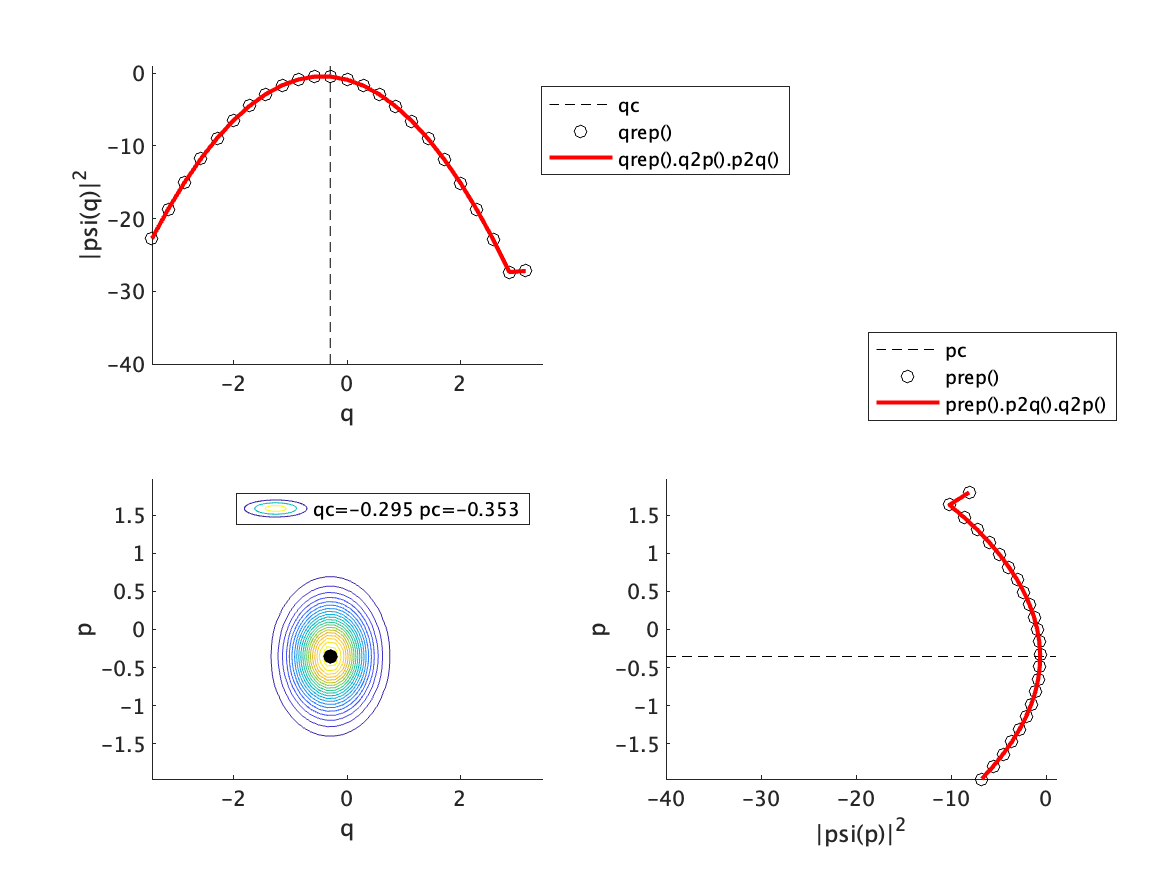 0
−10
−20
−30
−40
|psi(q)|2
−2
0
2
q
qc
qrep()
qrep().q2p().p2q()
pc
prep()
prep().p2q().q2p()
1.5
1
0.5
0
−0.5
−1
−1.5
p
qc=−0.295 pc=−0.353
−2
0
2
q
1.5
1
0.5
0
−0.5
−1
−1.5
p
−40
−30
−20
−10
0
|psi(p)|2